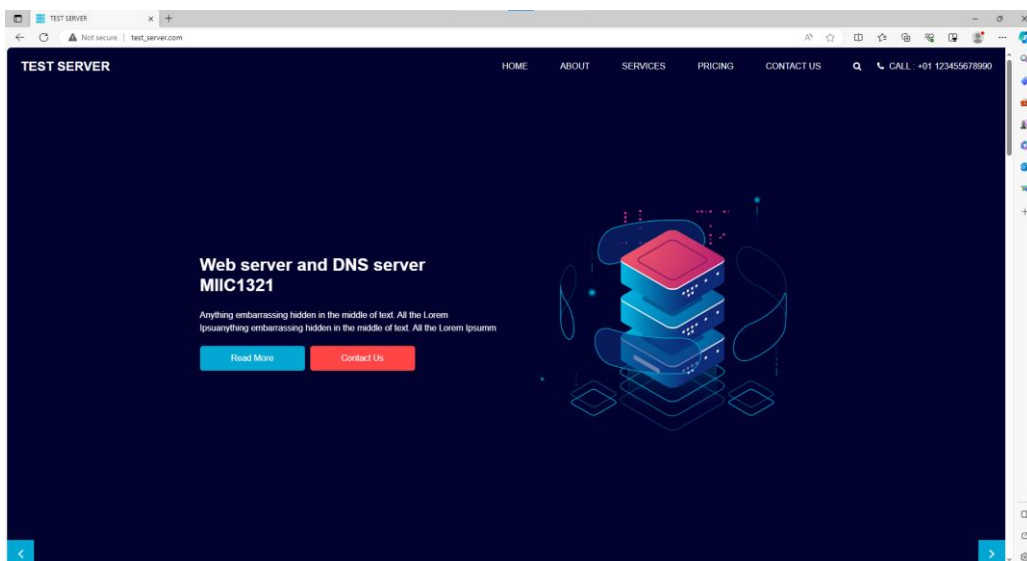 TEST SERVER
Not secure | test_server.com
TEST SERVER
HOME ABOUT SERVICES PRICING CONTACT US CALL : +01 123455678990
Web server and DNS server
MIIC1321
Anything embarrassing hidden in the middle of text. All the Lorem
Ipsuanything embarrassing hidden in the middle of text. All the Lorem Ipsumm
Read More Contact Us